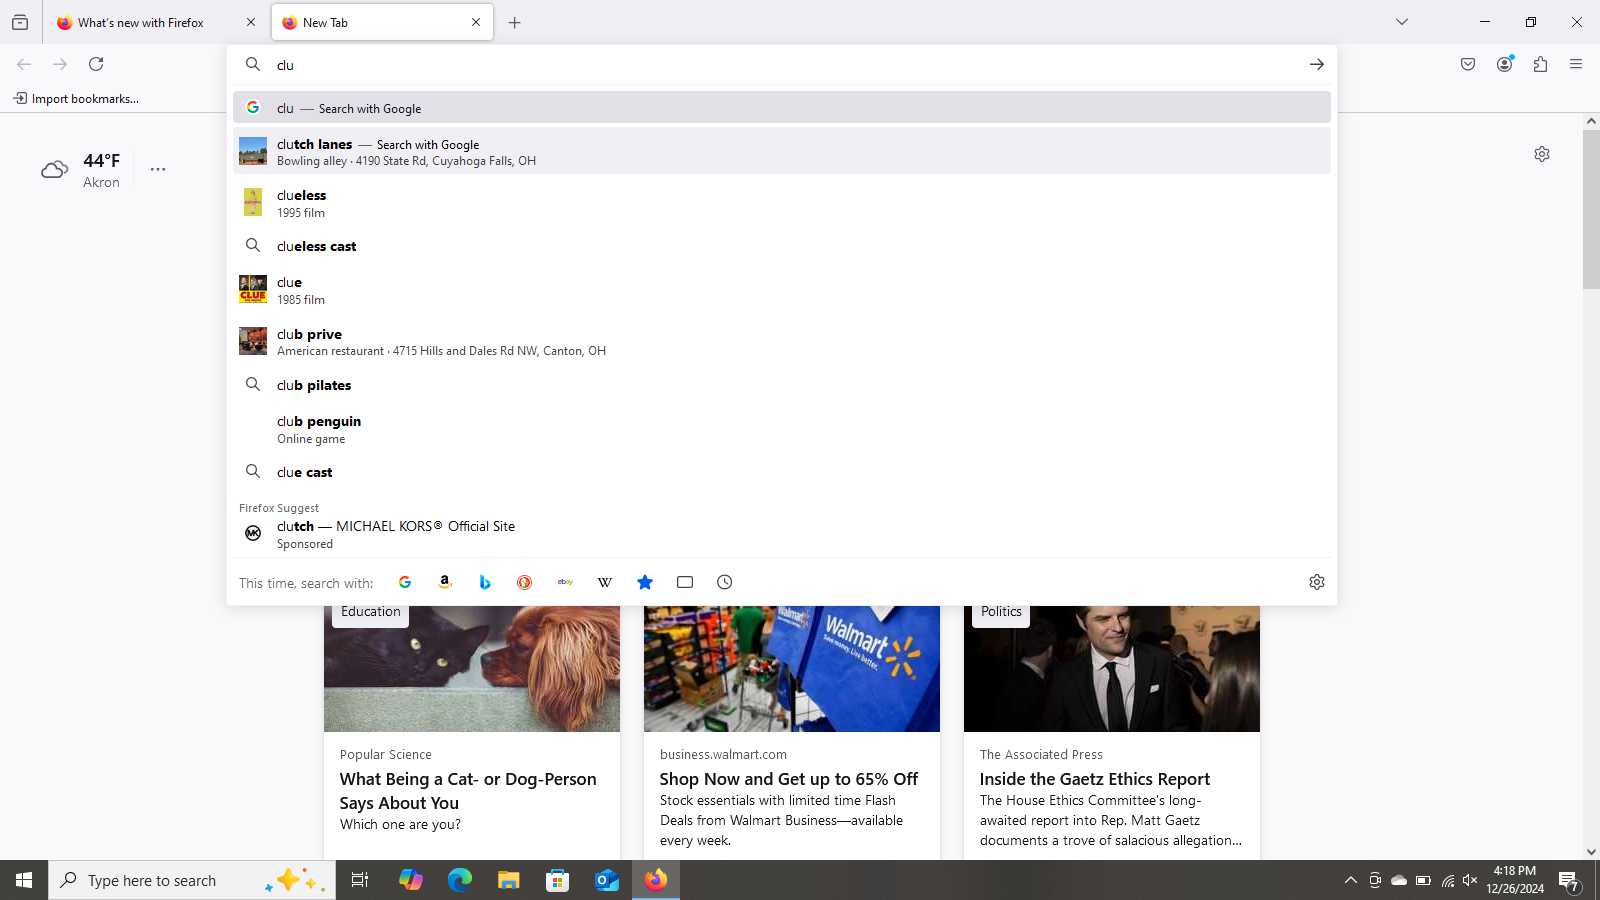 What's new with Firefox
New Tab
clu
Import bookmarks...
clu — Search with Google
clutch lanes — Search with Google
Bowling alley · 4190 State Rd, Cuyahoga Falls, OH
44°F
Akron
clueless
1995 film
clueless cast
clue
1985 film
CLUE
club prive
American restaurant · 4715 Hills and Dales Rd NW, Canton, OH
club pilates
club penguin
Online game
clue cast
Firefox Suggest
clutch — MICHAEL KORS® Official Site
Sponsored
This time, search with:
ebay
W
Education
Politics
Walmart
Save money. Live better.
Popular Science
What Being a Cat- or Dog-Person
Says About You
Which one are you?
business.walmart.com
Shop Now and Get up to 65% Off
Stock essentials with limited time Flash
Deals from Walmart Business—available
every week.
The Associated Press
Inside the Gaetz Ethics Report
The House Ethics Committee's long-
awaited report into Rep. Matt Gaetz
documents a trove of salacious allegation...
Type here to search
4:18 PM
12/26/2024
7